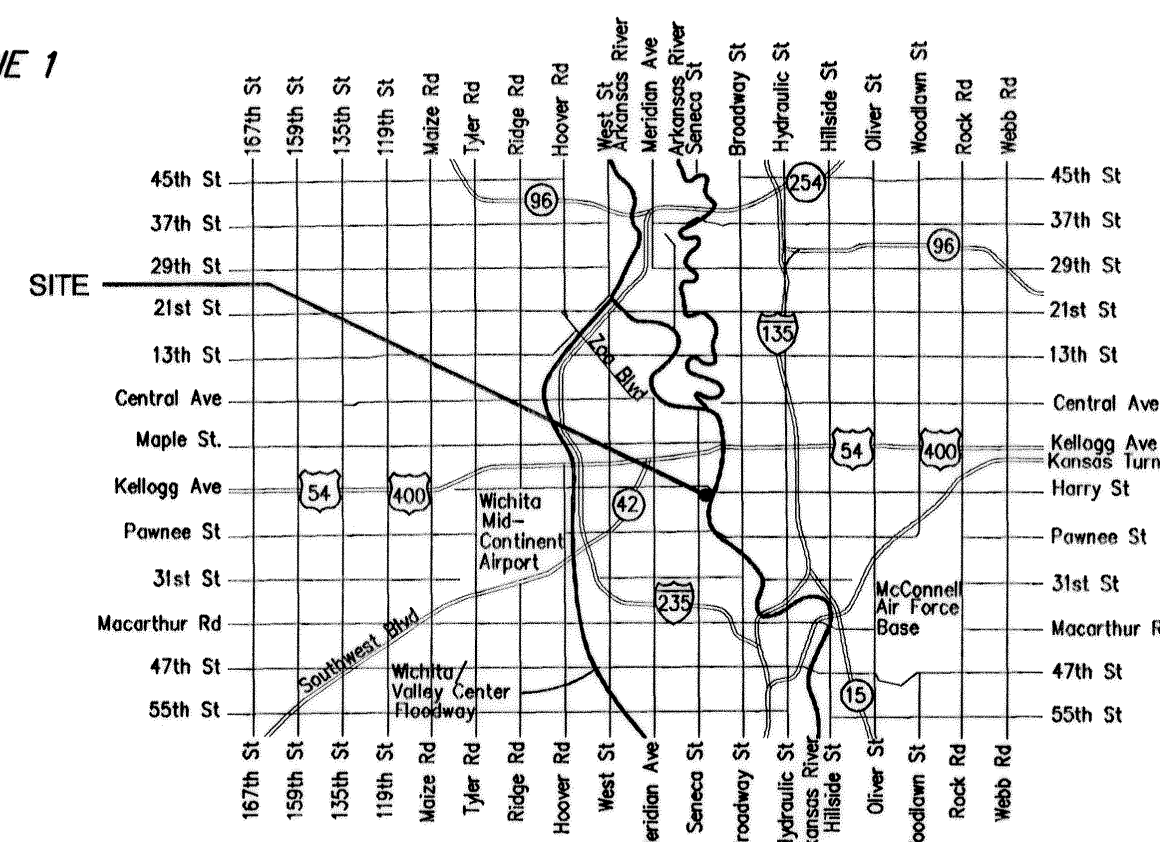 NE 1
167th St
159th St
135th St
119th St
Maize Rd
Tyler Rd
Ridge Rd
Hoover Rd
West St
Arkansas River
Meridian Ave
Arkansas River
Seneca St
Broadway St
Hydraulic St
Hillside St
Oliver St
Woodlawn St
Rock Rd
Webb Rd
45th St
254
45th St
96
37th St
37th St
96
29th St
29th St
SITE
21st St
21st St
135
13th St
Zoo Blvd
13th St
Central Ave
Central Ave
Maple St.
54
400
Kellogg Ave
Kansas Turn
Kellogg Ave
54
400
Harry St
Wichita
Mid-
Continent
Airport
42
Pawnee St
Pawnee St
31st St
31st St
235
McConnell
Air Force
Base
Macarthur Rd
Macarthur R
Southwest Blvd
47th St
47th St
Wichita/
Valley Center
Floodway
15
55th St
55th St
167th St
159th St
135th St
119th St
Maize Rd
Tyler Rd
Ridge Rd
Hoover Rd
West St
eridian Ave
Seneca St
roadway St
ydraulic St
kansas River
Hillside St
Oliver St
oodlawn St
Rock Rd
Webb Rd